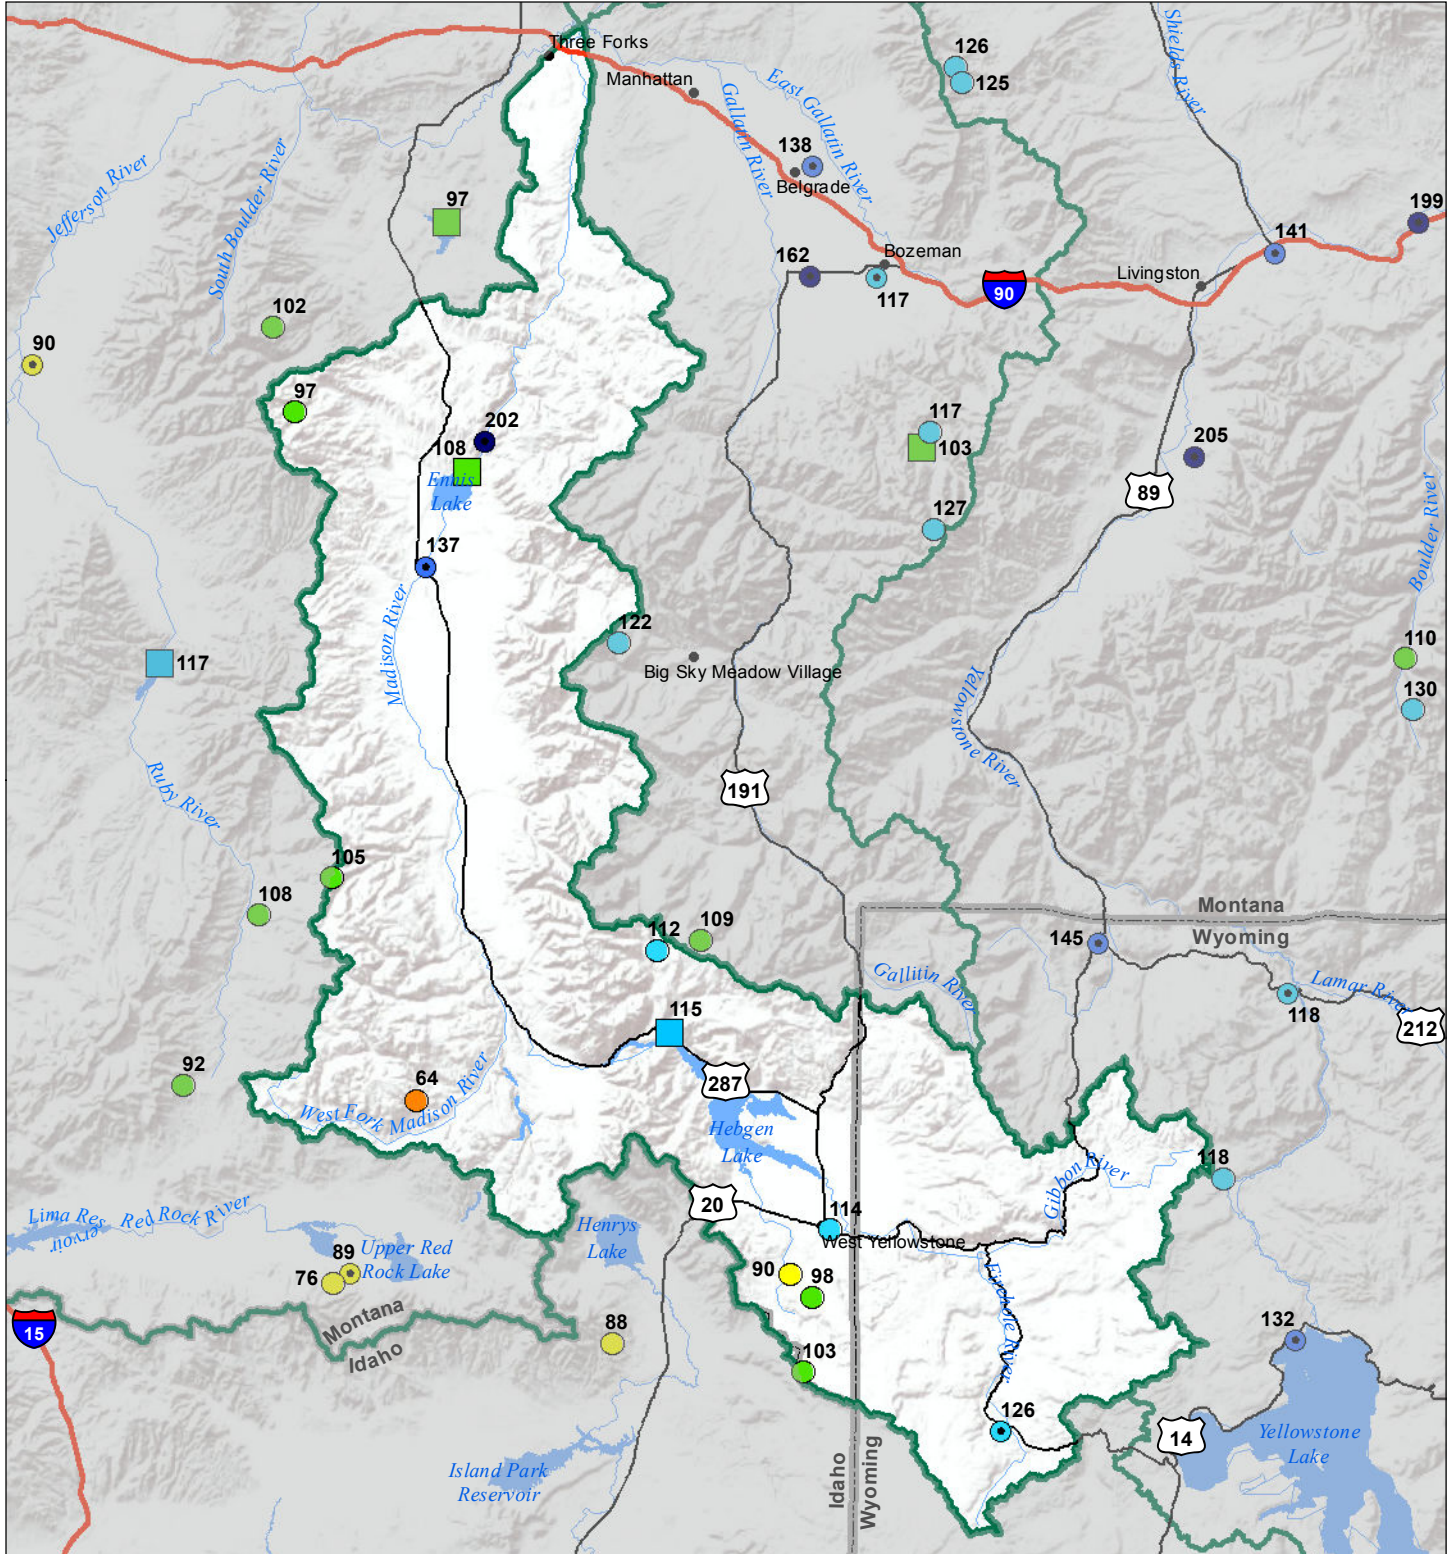 Three Forks
Manhattan
126
125
Shields River
East Gallatin River
Gallatin River
138
Belgrade
Jefferson River
South Boulder River
97
199
141
162
Bozeman
117
90
Livingston
102
90
97
202
108
Ennis
Lake
117
103
205
89
127
Boulder River
137
Madison River
122
Big Sky Meadow Village
110
117
130
Yellowstone River
191
Ruby River
105
108
112
109
Montana
Wyoming
145
Gallitin River
Lamar River
118
212
115
92
64
287
West Fork Madison River
Hebgen
Lake
Gibbon River
118
20
114
West Yellowstone
Lima Reservoir
Red Rock River
Henrys
Lake
89
Upper Red
Rock Lake
76
90
98
Firehole River
15
Montana
Idaho
88
132
103
126
14
Yellowstone
Lake
Idaho
Wyoming
Island Park
Reservoir